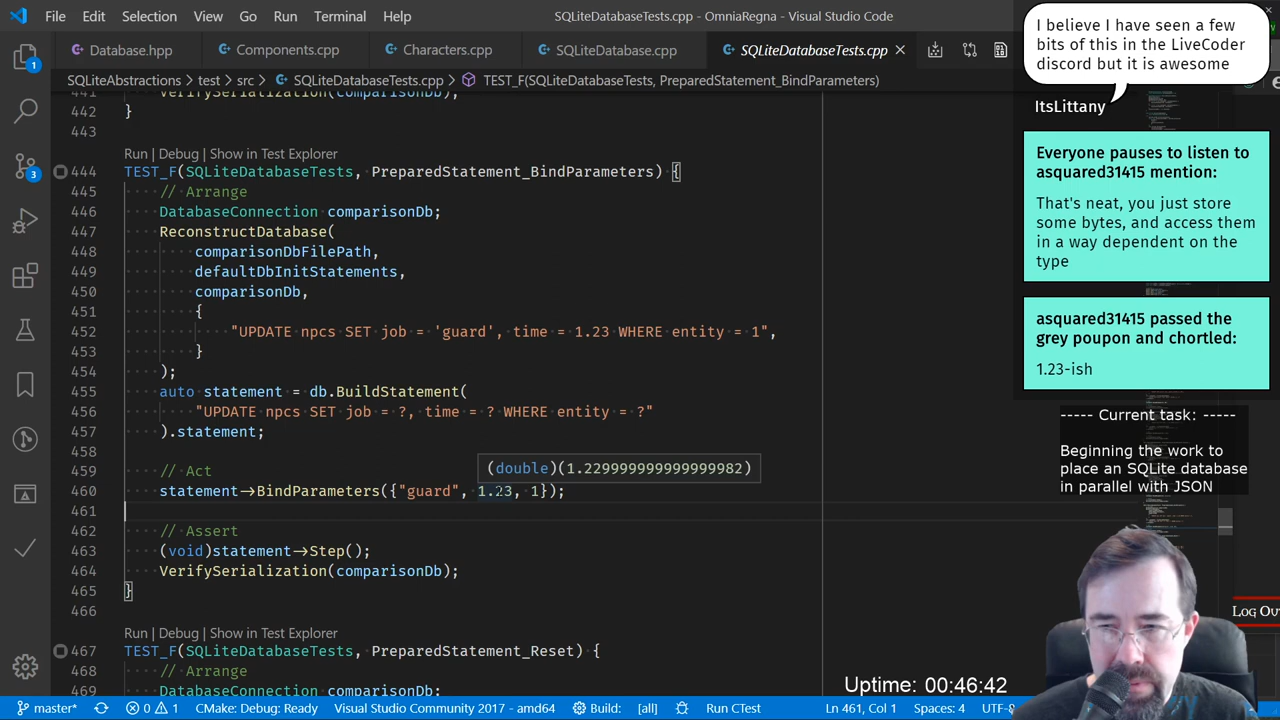 File Edit Selection View Go Run Terminal Help
SQLiteDatabaseTests.cpp - OmniaRegna - Visual Studio Code
Database.hpp
Components.cpp
Characters.cpp
SQLiteDatabase.cpp
SQLiteDatabaseTests.cpp
SQLiteAbstractions > test > src > SQLiteDatabaseTests.cpp > TEST_F(SQLiteDatabaseTests, PreparedStatement_BindParameters)
441 VerifySerialization(comparisonDb);
442 }
443
Run | Debug | Show in Test Explorer
444 TEST_F(SQLiteDatabaseTests, PreparedStatement_BindParameters) {
445 // Arrange
446 DatabaseConnection comparisonDb;
447 ReconstructDatabase(
448 comparisonDbFilePath,
449 defaultDbInitStatements,
450 comparisonDb,
451 {
452 "UPDATE npcs SET job = 'guard', time = 1.23 WHERE entity = 1",
453 }
454 );
455 auto statement = db.BuildStatement(
456 "UPDATE npcs SET job = ?, time = ? WHERE entity = ?"
457 ).statement;
458
459 // Act
(double)(1.229999999999999982)
460 statement->BindParameters({"guard", 1.23, 1});
461
462 // Assert
463 (void)statement->Step();
464 VerifySerialization(comparisonDb);
465 }
466
Run | Debug | Show in Test Explorer
467 TEST_F(SQLiteDatabaseTests, PreparedStatement_Reset) {
468 // Arrange
469 DatabaseConnection comparisonDb;
I believe I have seen a few
bits of this in the LiveCoder
discord but it is awesome
ItsLittany
Everyone pauses to listen to
asquared31415 mention:
That's neat, you just store
some bytes, and access them
in a way dependent on the
type
asquared31415 passed the
grey poupon and chortled:
1.23-ish
----- Current task: -----
Beginning the work to
place an SQLite database
in parallel with JSON
Uptime: 00:46:42
1
3
master* 0 1 CMake: Debug: Ready Visual Studio Community 2017 - amd64 Build: [all] Run CTest Ln 461, Col 1 Spaces: 4 UTF-8